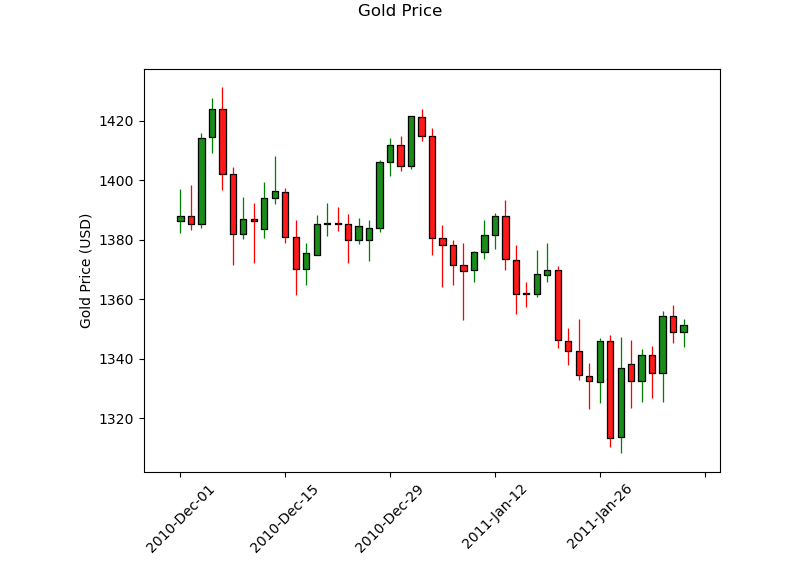 Gold Price
Gold Price (USD)
1420
1400
1380
1360
1340
1320
2010-Dec-01
2010-Dec-15
2010-Dec-29
2011-Jan-12
2011-Jan-26